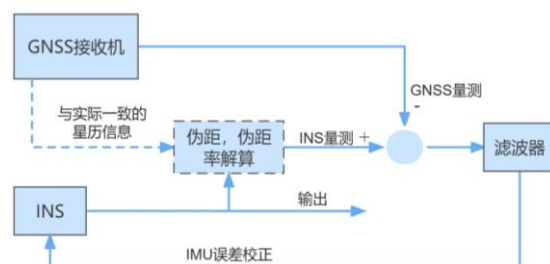 GNSS接收机
GNSS量测
-
与实际一致的
星历信息
伪距，伪距
率解算
INS量测 +
滤波器
INS
输出
IMU误差校正